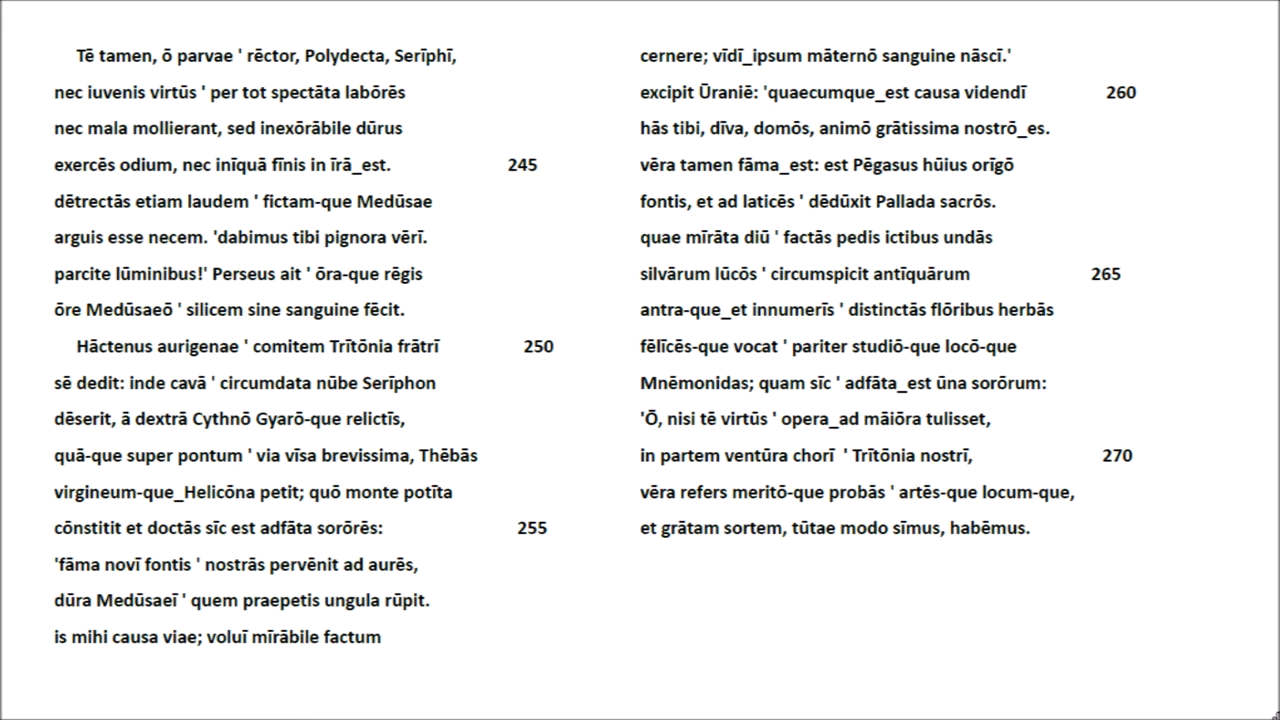 Tē tamen, ō parvae ' rēctor, Polydecta, Serīphī,
nec iuvenis virtūs ' per tot spectāta labōrēs
nec mala mollierant, sed inexōrābile dūrus
exercēs odium, nec inīquā fīnis in īrā_est. 245
dētrectās etiam laudem ' fictam-que Medūsae
arguis esse necem. 'dabimus tibi pignora vērī.
parcite lūminibus!' Perseus ait ' ōra-que rēgis
ōre Medūsaeō ' silicem sine sanguine fēcit.
Hāctenus aurigenae ' comitem Trītōnia frātrī 250
sē dedit: inde cavā ' circumdata nūbe Serīphon
dēserit, ā dextrā Cythnō Gyarō-que relictīs,
quā-que super pontum ' via vīsa brevissima, Thēbās
virgineum-que_Helicōna petit; quō monte potīta
cōnstitit et doctās sīc est adfāta sorōrēs: 255
'fāma novī fontis ' nostrās pervēnit ad aurēs,
dūra Medūsaeī ' quem praepetis ungula rūpit.
is mihi causa viae; voluī mīrābile factum
cernere; vīdī_ipsum māternō sanguine nāscī.'
excipit Ūraniē: 'quaecumque_est causa videndī 260
hās tibi, dīva, domōs, animō grātissima nostrō_es.
vēra tamen fāma_est: est Pēgasus hūius orīgō
fontis, et ad laticēs ' dēdūxit Pallada sacrōs.
quae mīrāta diū ' factās pedis ictibus undās
silvārum lūcōs ' circumspicit antīquārum 265
antra-que_et innumerīs ' distinctās flōribus herbās
fēlīcēs-que vocat ' pariter studiō-que locō-que
Mnēmonidas; quam sīc ' adfāta_est ūna sorōrum:
'Ō, nisi tē virtūs ' opera_ad māiōra tulisset,
in partem ventūra chorī ' Trītōnia nostrī, 270
vēra refers meritō-que probās ' artēs-que locum-que,
et grātam sortem, tūtae modo sīmus, habēmus.